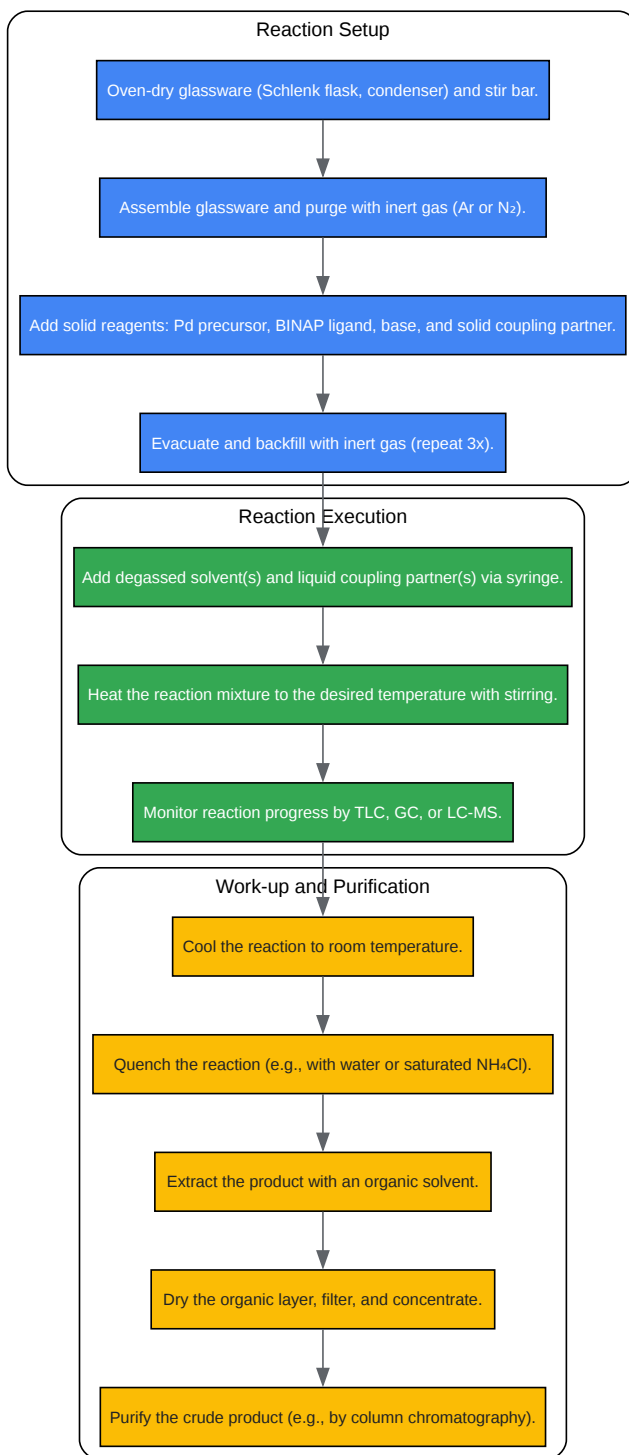 Reaction Setup
Oven-dry glassware (Schlenk flask, condenser) and stir bar.
Assemble glassware and purge with inert gas (Ar or N₂).
Add solid reagents: Pd precursor, BINAP ligand, base, and solid coupling partner.
Evacuate and backfill with inert gas (repeat 3x).
Reaction Execution
Add degassed solvent(s) and liquid coupling partner(s) via syringe.
Heat the reaction mixture to the desired temperature with stirring.
Monitor reaction progress by TLC, GC, or LC-MS.
Work-up and Purification
Cool the reaction to room temperature.
Quench the reaction (e.g., with water or saturated NH₄Cl).
Extract the product with an organic solvent.
Dry the organic layer, filter, and concentrate.
Purify the crude product (e.g., by column chromatography).